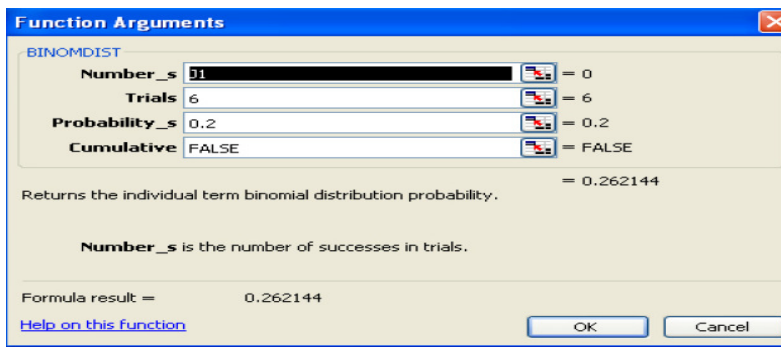 Function Arguments
BINOMDIST
Number_s D1 = 0
Trials 6 = 6
Probability_s 0.2 = 0.2
Cumulative FALSE = FALSE
= 0.262144
Returns the individual term binomial distribution probability.
Number_s is the number of successes in trials.
Formula result = 0.262144
Help on this function OK Cancel